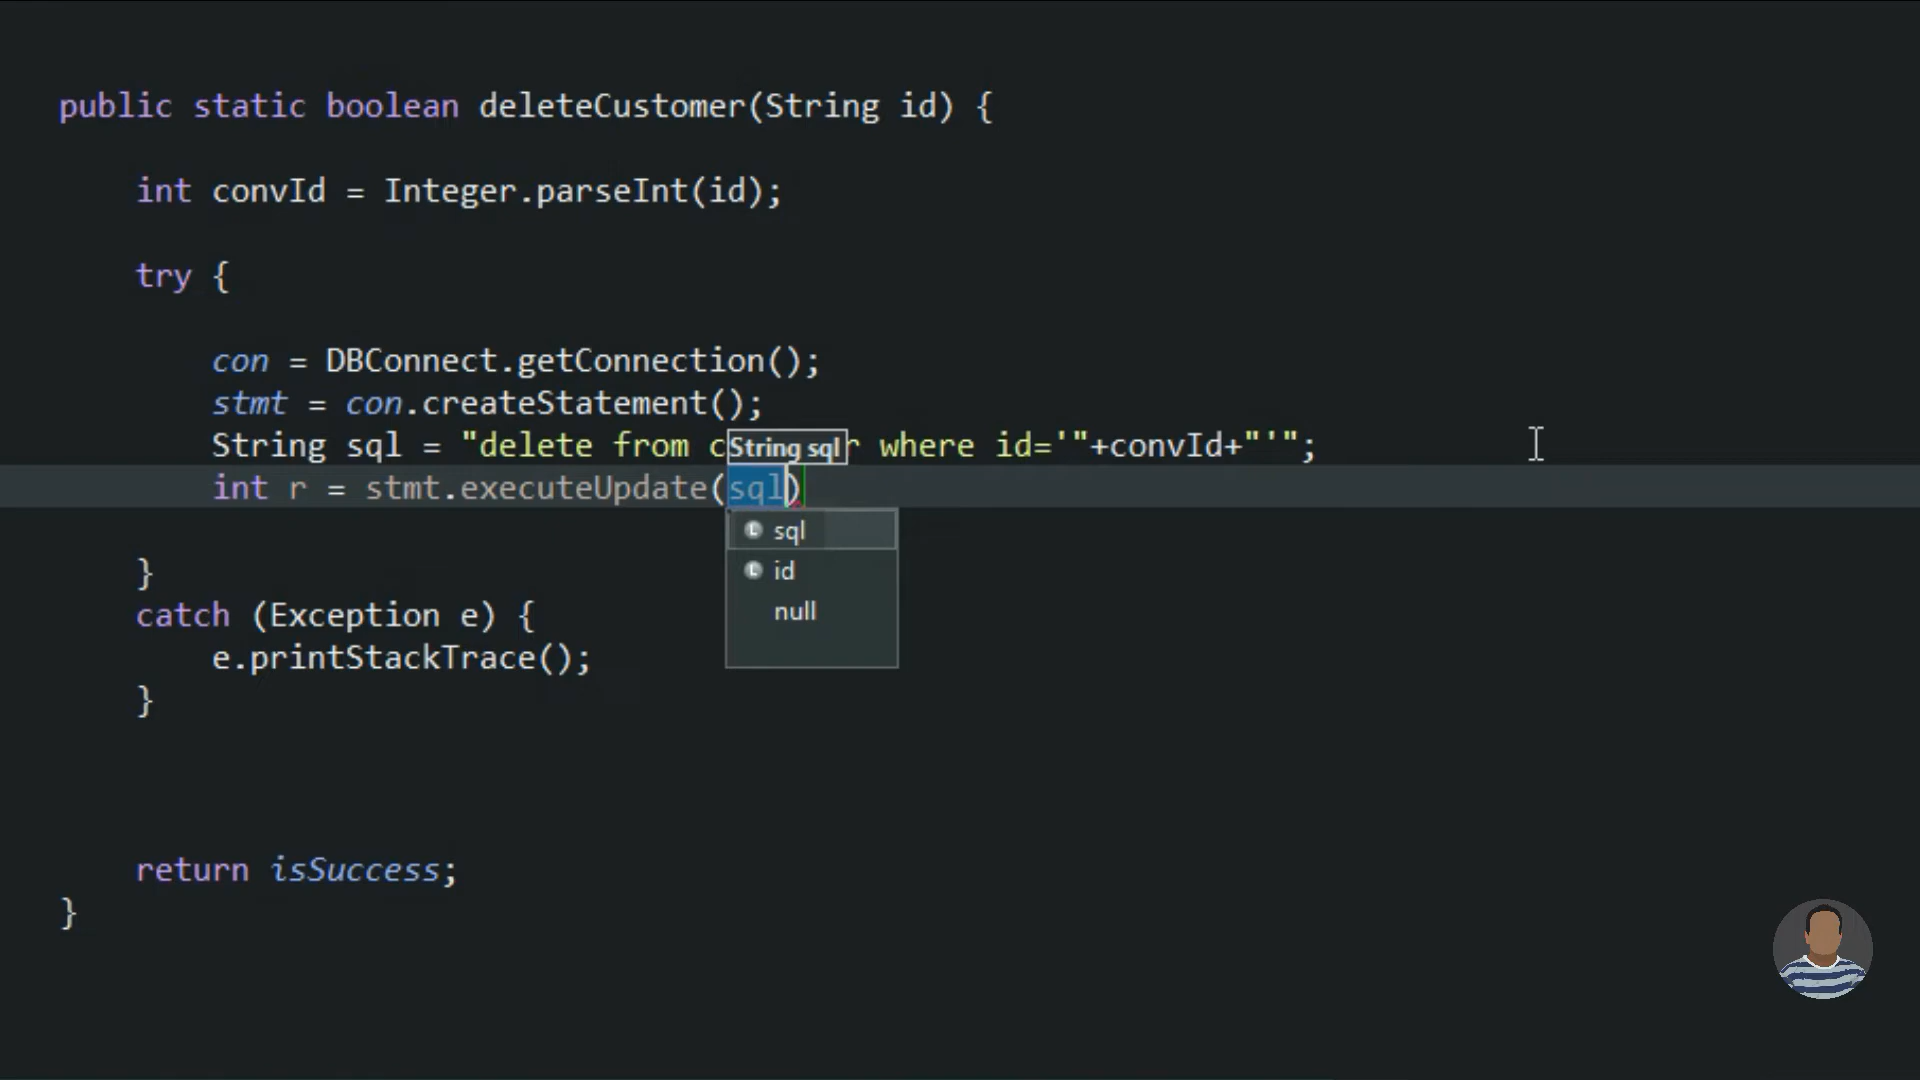 public static boolean deleteCustomer(String id) {
int convId = Integer.parseInt(id);
try {
con = DBConnect.getConnection();
stmt = con.createStatement();
String sql = "delete from c String sql r where id='"+convId+"'";
int r = stmt.executeUpdate(sql)
sql
id
null
}
catch (Exception e) {
e.printStackTrace();
}
return isSuccess;
}